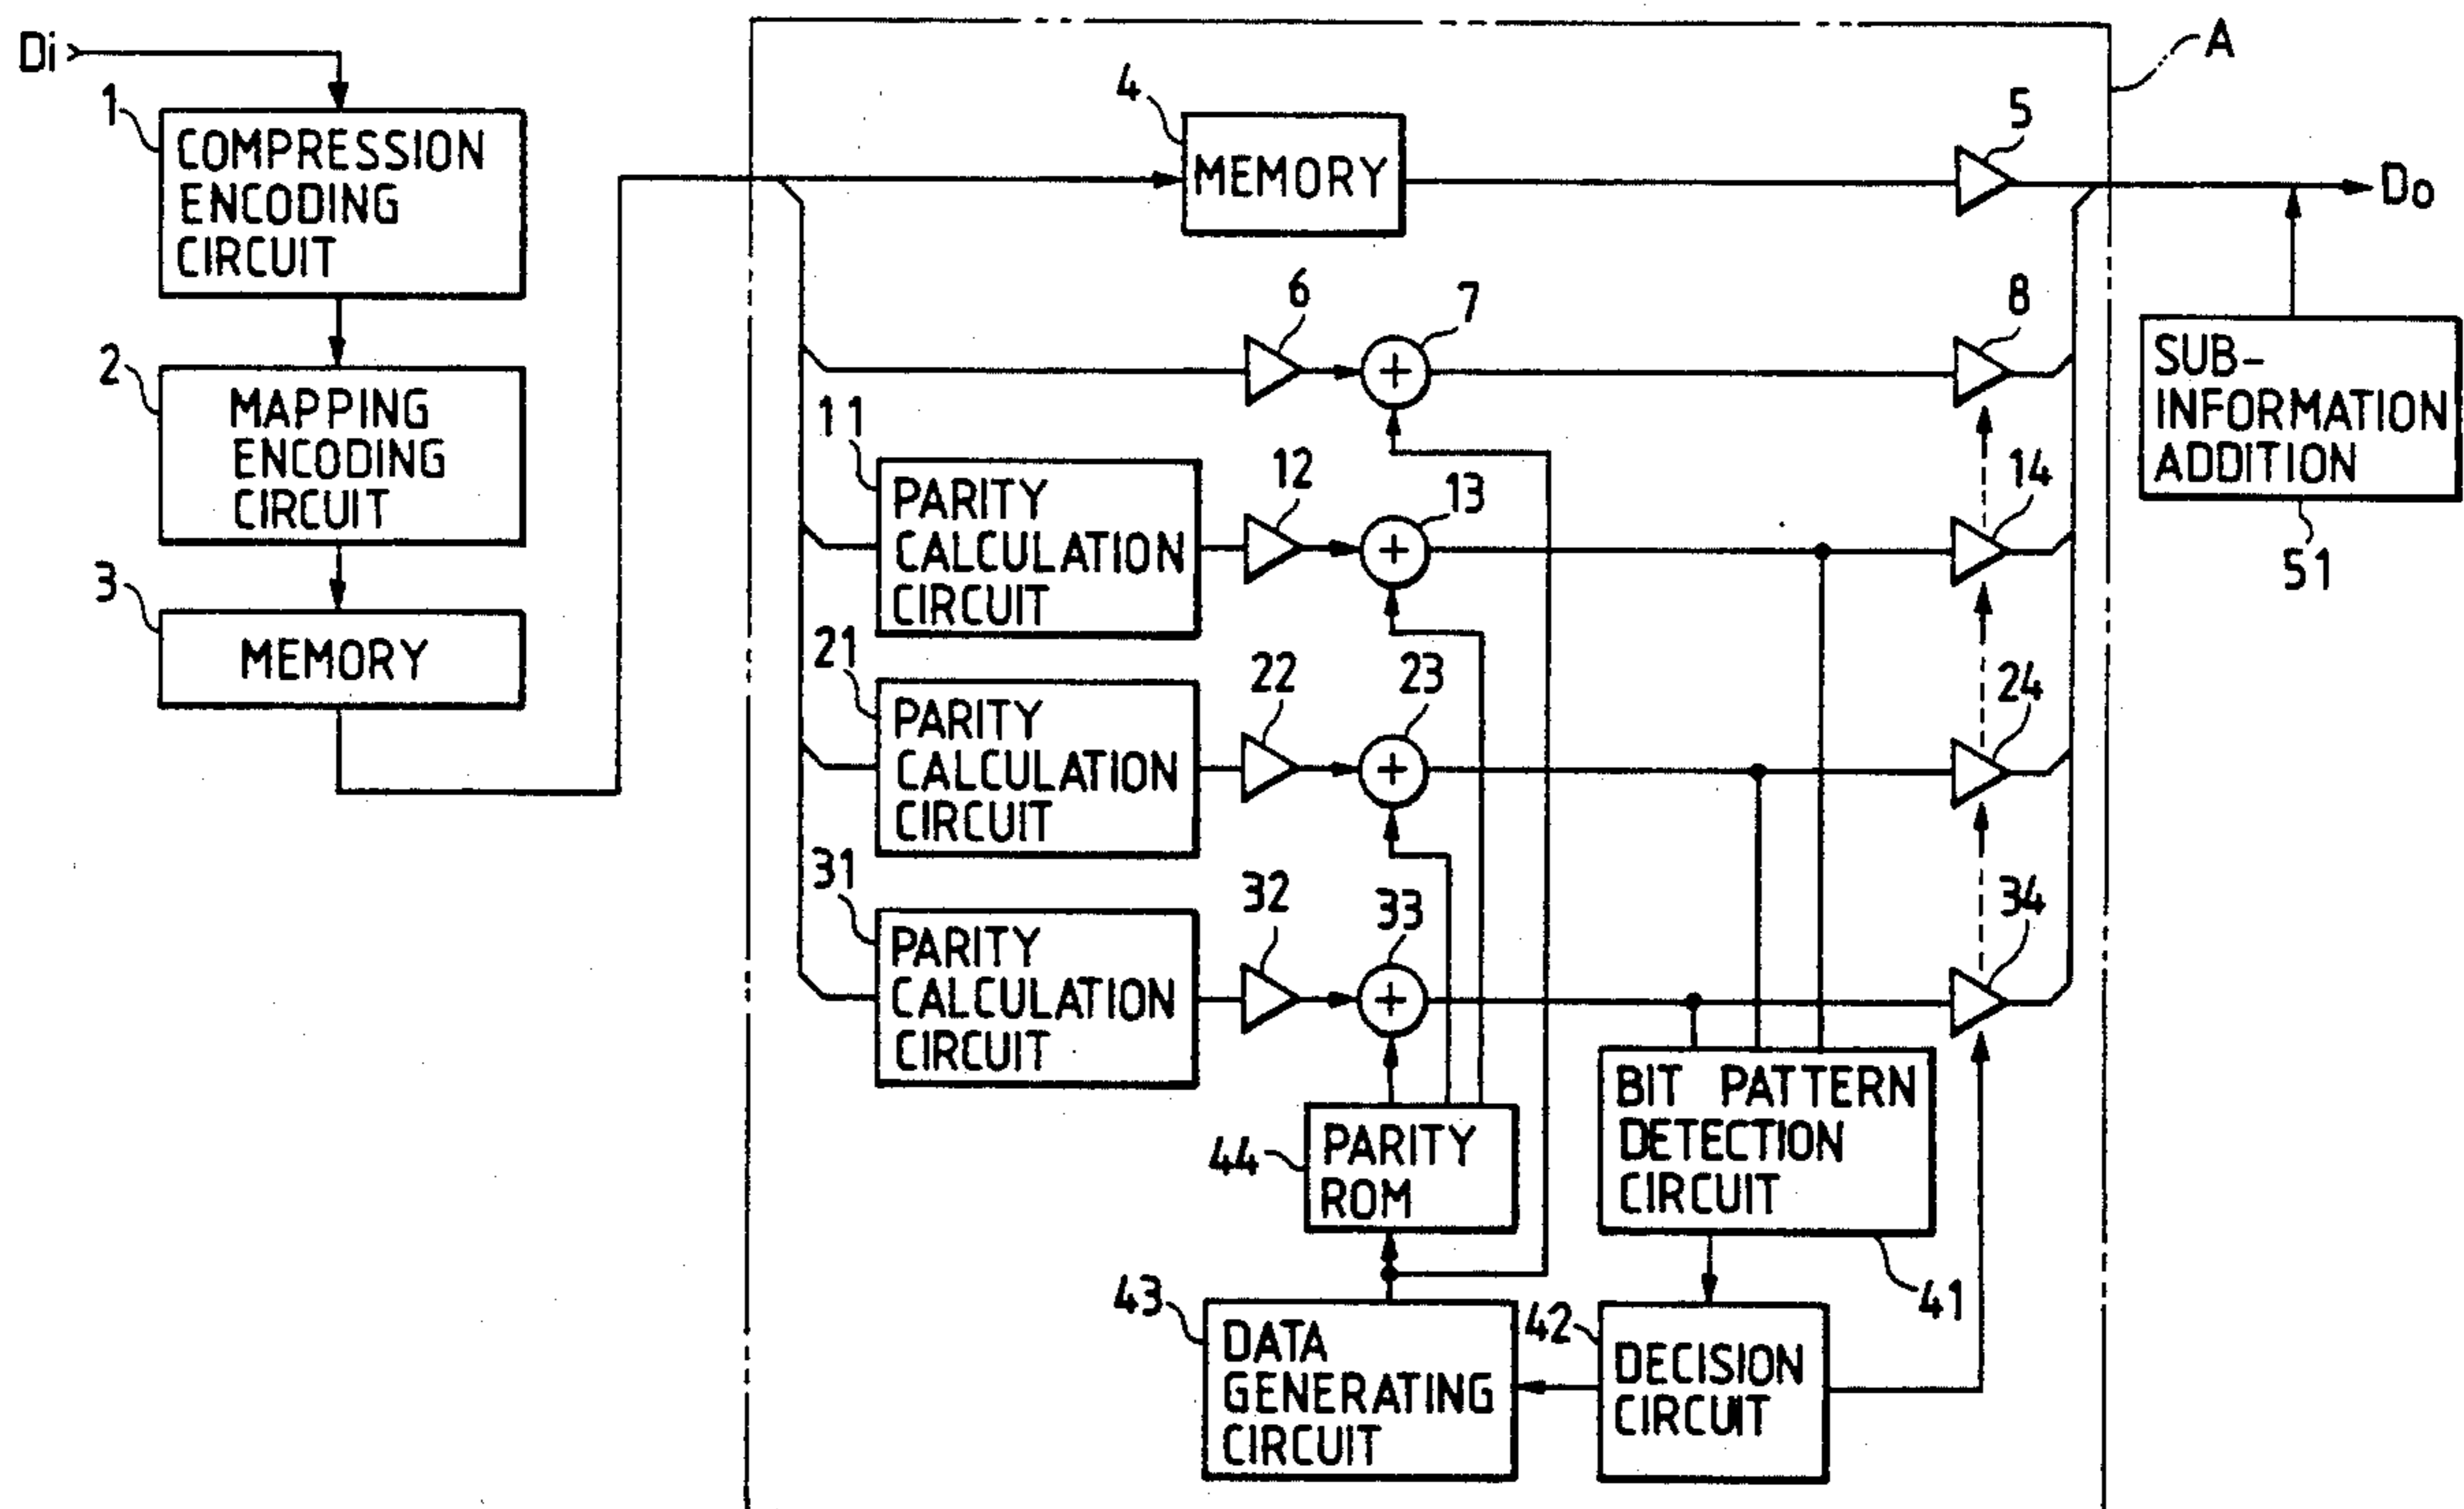 Di
1
COMPRESSION
ENCODING
CIRCUIT
2
MAPPING
ENCODING
CIRCUIT
3
MEMORY
A
4
MEMORY
5
Do
6
7
8
SUB-
INFORMATION
ADDITION
51
11
PARITY
CALCULATION
CIRCUIT
12
13
14
21
PARITY
CALCULATION
CIRCUIT
22
23
24
31
PARITY
CALCULATION
CIRCUIT
32
33
34
44
PARITY
ROM
BIT PATTERN
DETECTION
CIRCUIT
41
43
DATA
GENERATING
CIRCUIT
42
DECISION
CIRCUIT